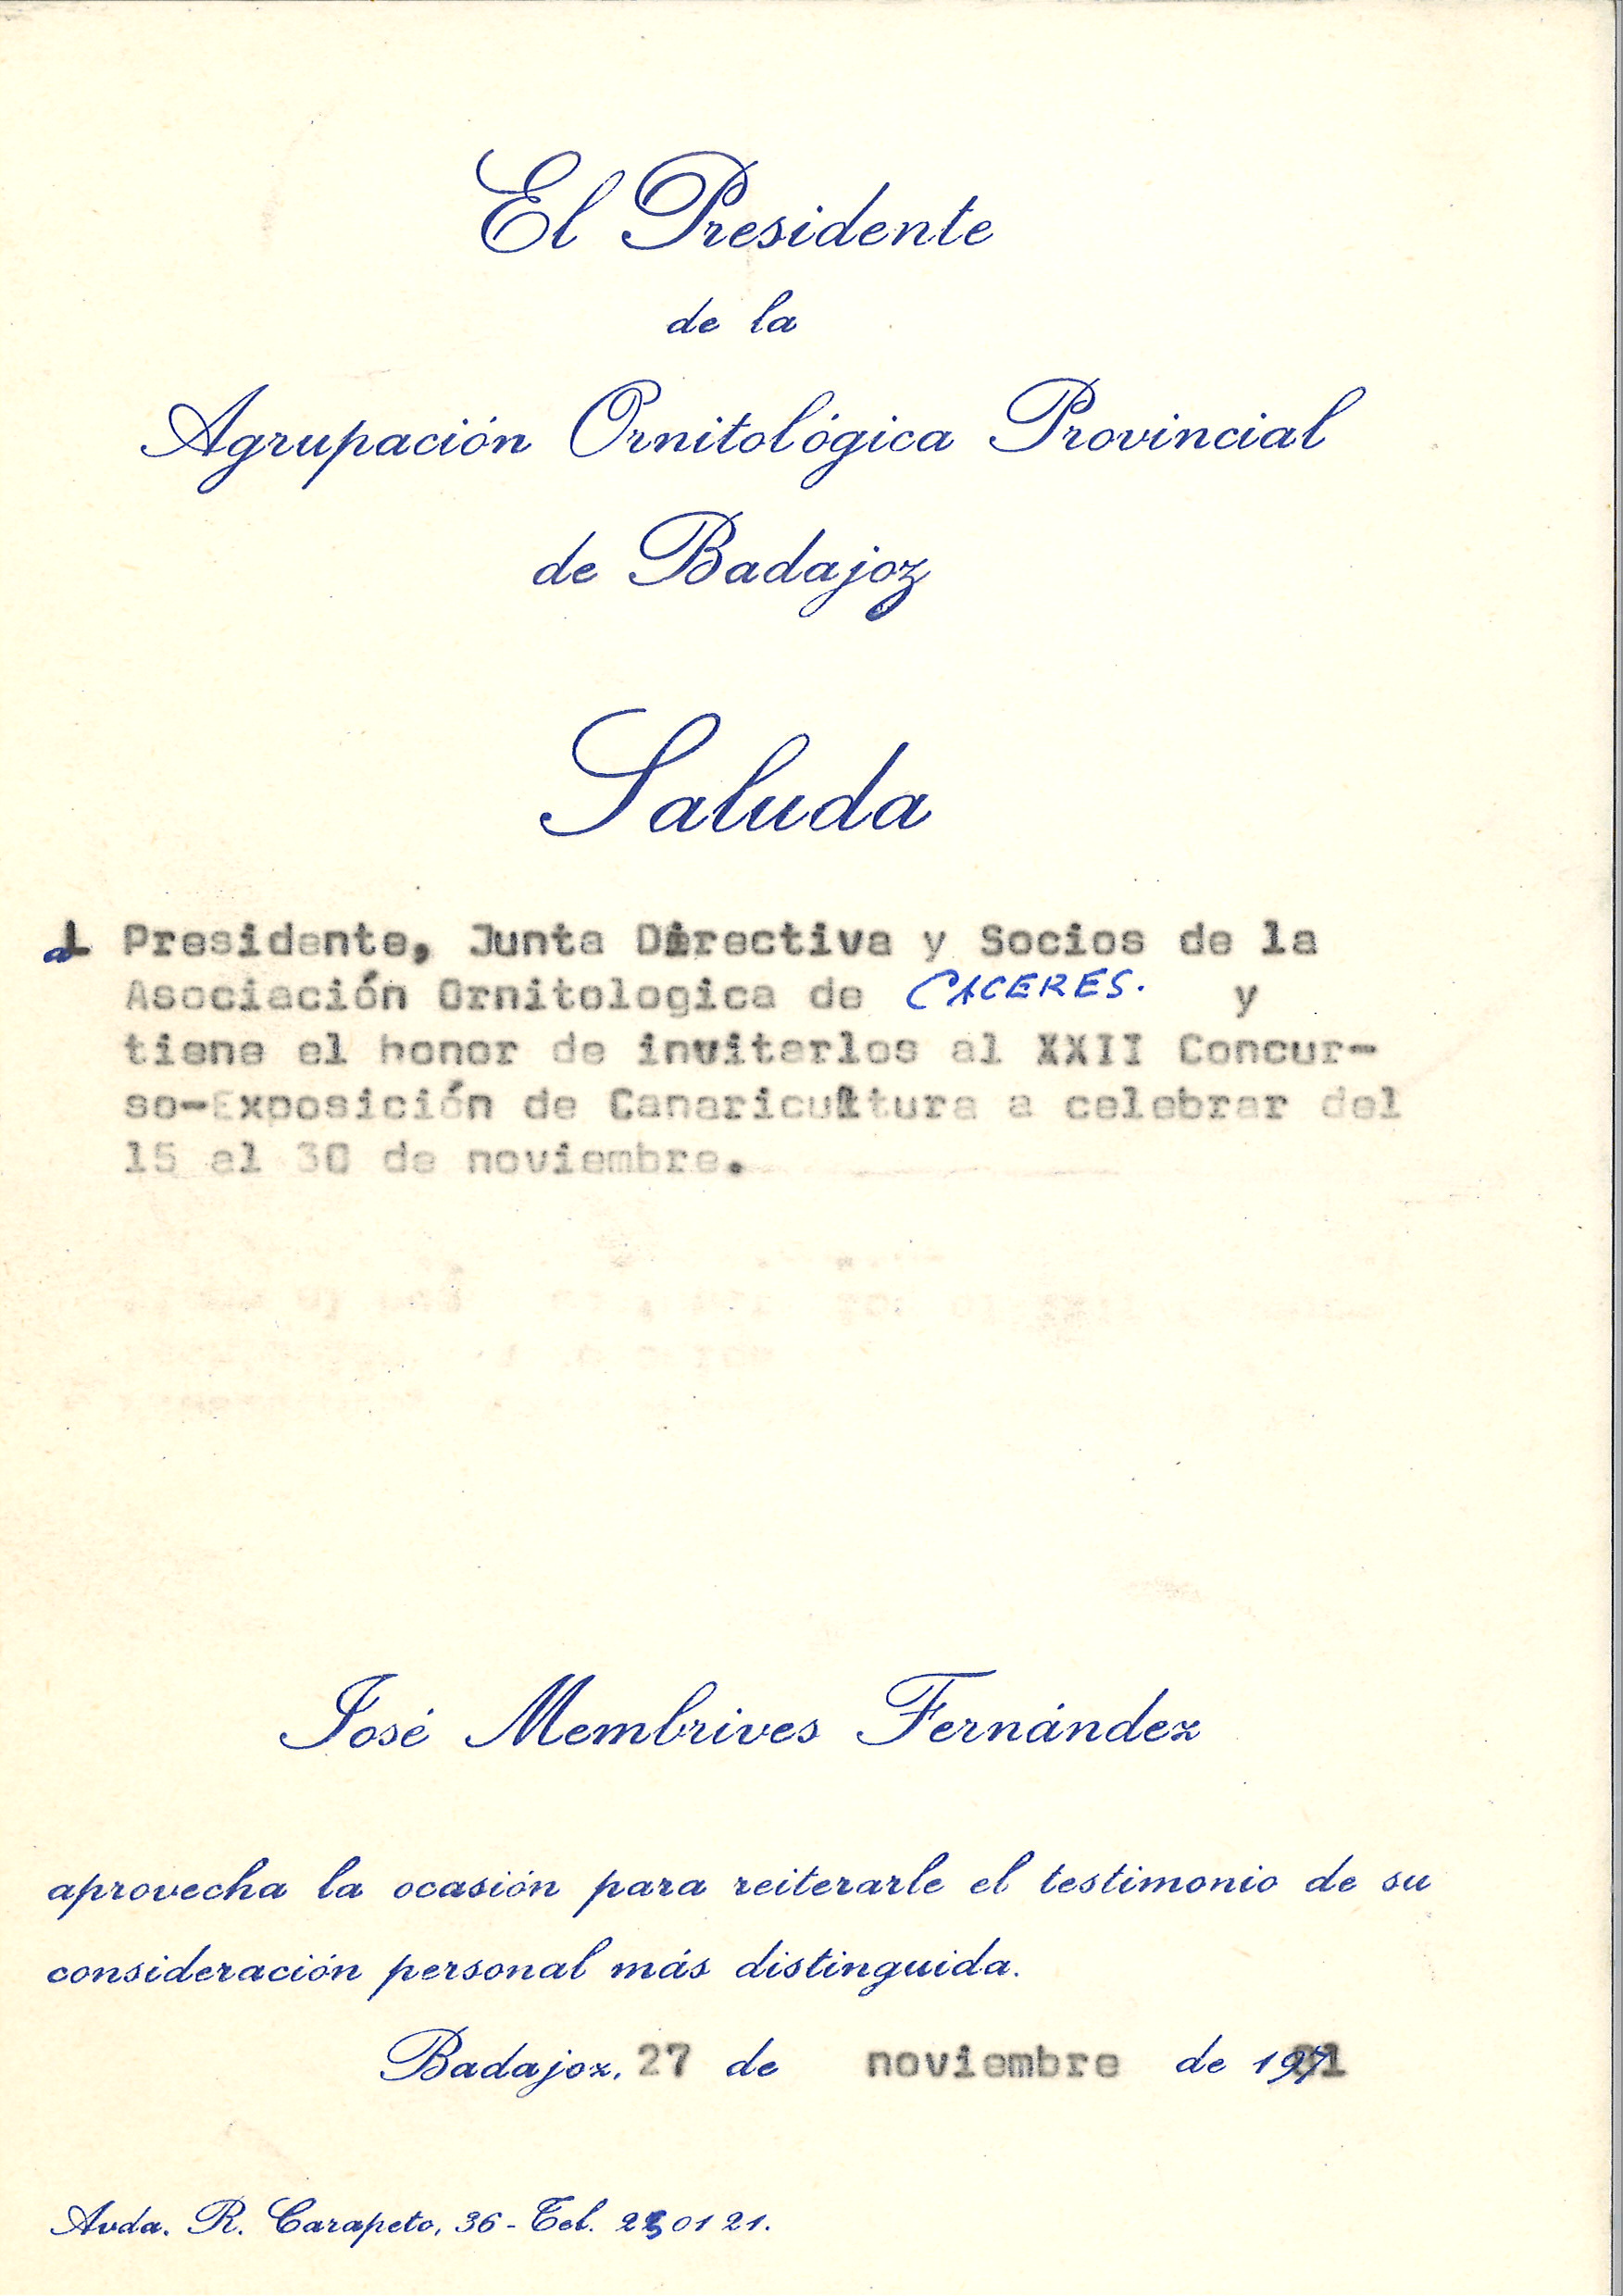 El Presidente
de la
Agrupación Ornitológica Provincial
de Badajoz
Saluda
al Presidente, Junta Directiva y Socios de la
Asociación Ornitologica de CACERES. y
tiene el honor de invitarlos al XXII Concur-
so-Exposición de Canaricultura a celebrar del
15 al 30 de noviembre.
José Membrives Fernández
aprovecha la ocasión para reiterarle el testimonio de su
consideración personal más distinguida.
Badajoz, 27 de noviembre de 1981
Avda. R. Carapeto, 36 - Tel. 23 01 21.